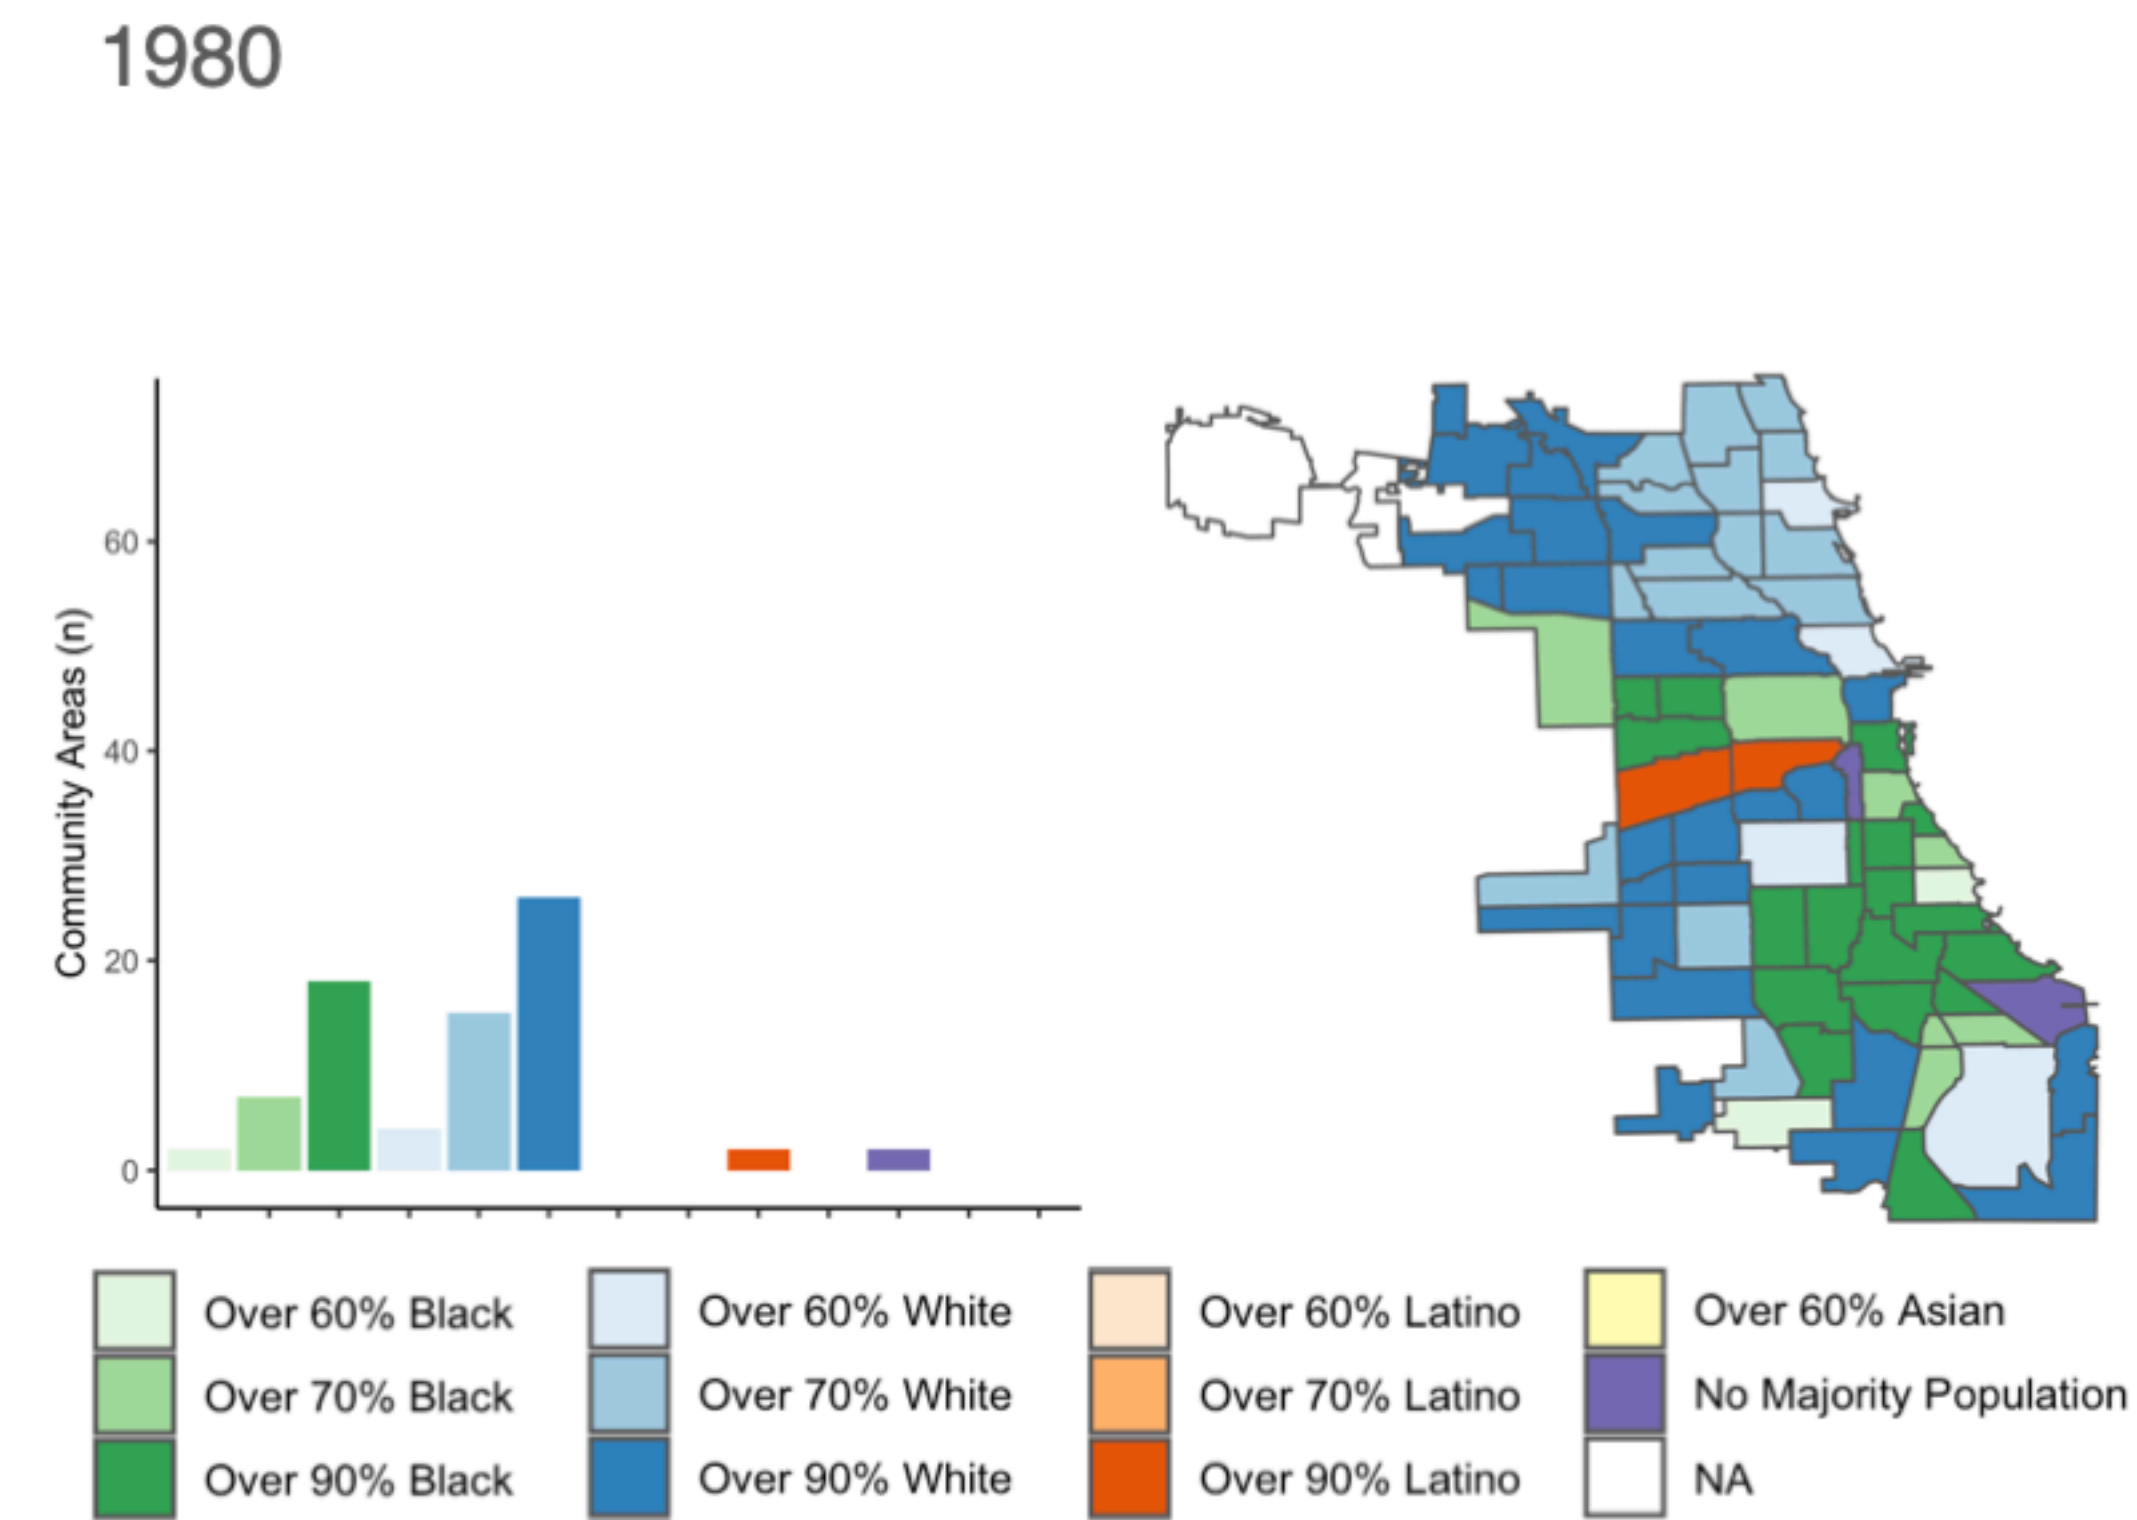 1980
Community Areas (n)
60
40
20
0
Over 60% Black
Over 70% Black
Over 90% Black
Over 60% White
Over 70% White
Over 90% White
Over 60% Latino
Over 70% Latino
Over 90% Latino
Over 60% Asian
No Majority Population
NA